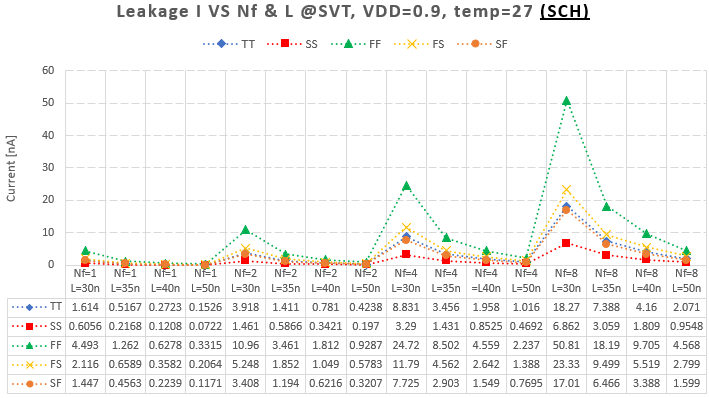 Leakage I VS Nf & L @SVT, VDD=0.9, temp=27 (SCH)
TT SS FF FS SF
60
50
40
30
20
10
0
Current [nA]
Nf=1 Nf=1 Nf=1 Nf=1 Nf=2 Nf=2 Nf=2 Nf=2 Nf=4 Nf=4 Nf=4 Nf=4 Nf=8 Nf=8 Nf=8 Nf=8
L=30n L=35n L=40n L=50n L=30n L=35n L=40n L=50n L=30n L=35n =L40n L=50n L=30n L=35n L=40n L=50n
TT 1.614 0.5167 0.2723 0.1526 3.918 1.411 0.781 0.4238 8.831 3.456 1.958 1.016 18.27 7.388 4.16 2.071
SS 0.6056 0.2168 0.1208 0.0722 1.461 0.5866 0.3421 0.197 3.29 1.431 0.8525 0.4692 6.862 3.059 1.809 0.9548
FF 4.493 1.262 0.6278 0.3315 10.96 3.461 1.812 0.9287 24.72 8.502 4.559 2.237 50.81 18.19 9.705 4.568
FS 2.116 0.6589 0.3582 0.2064 5.248 1.852 1.049 0.5783 11.79 4.562 2.642 1.388 23.33 9.499 5.519 2.799
SF 1.447 0.4563 0.2239 0.1171 3.408 1.194 0.6216 0.3207 7.725 2.903 1.549 0.7695 17.01 6.466 3.388 1.599